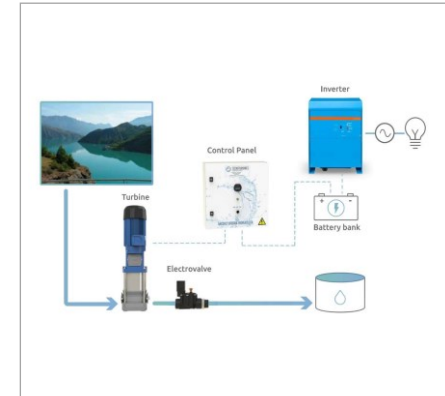 Inverter
Control Panel
Turbine
Battery bank
Electrovalve